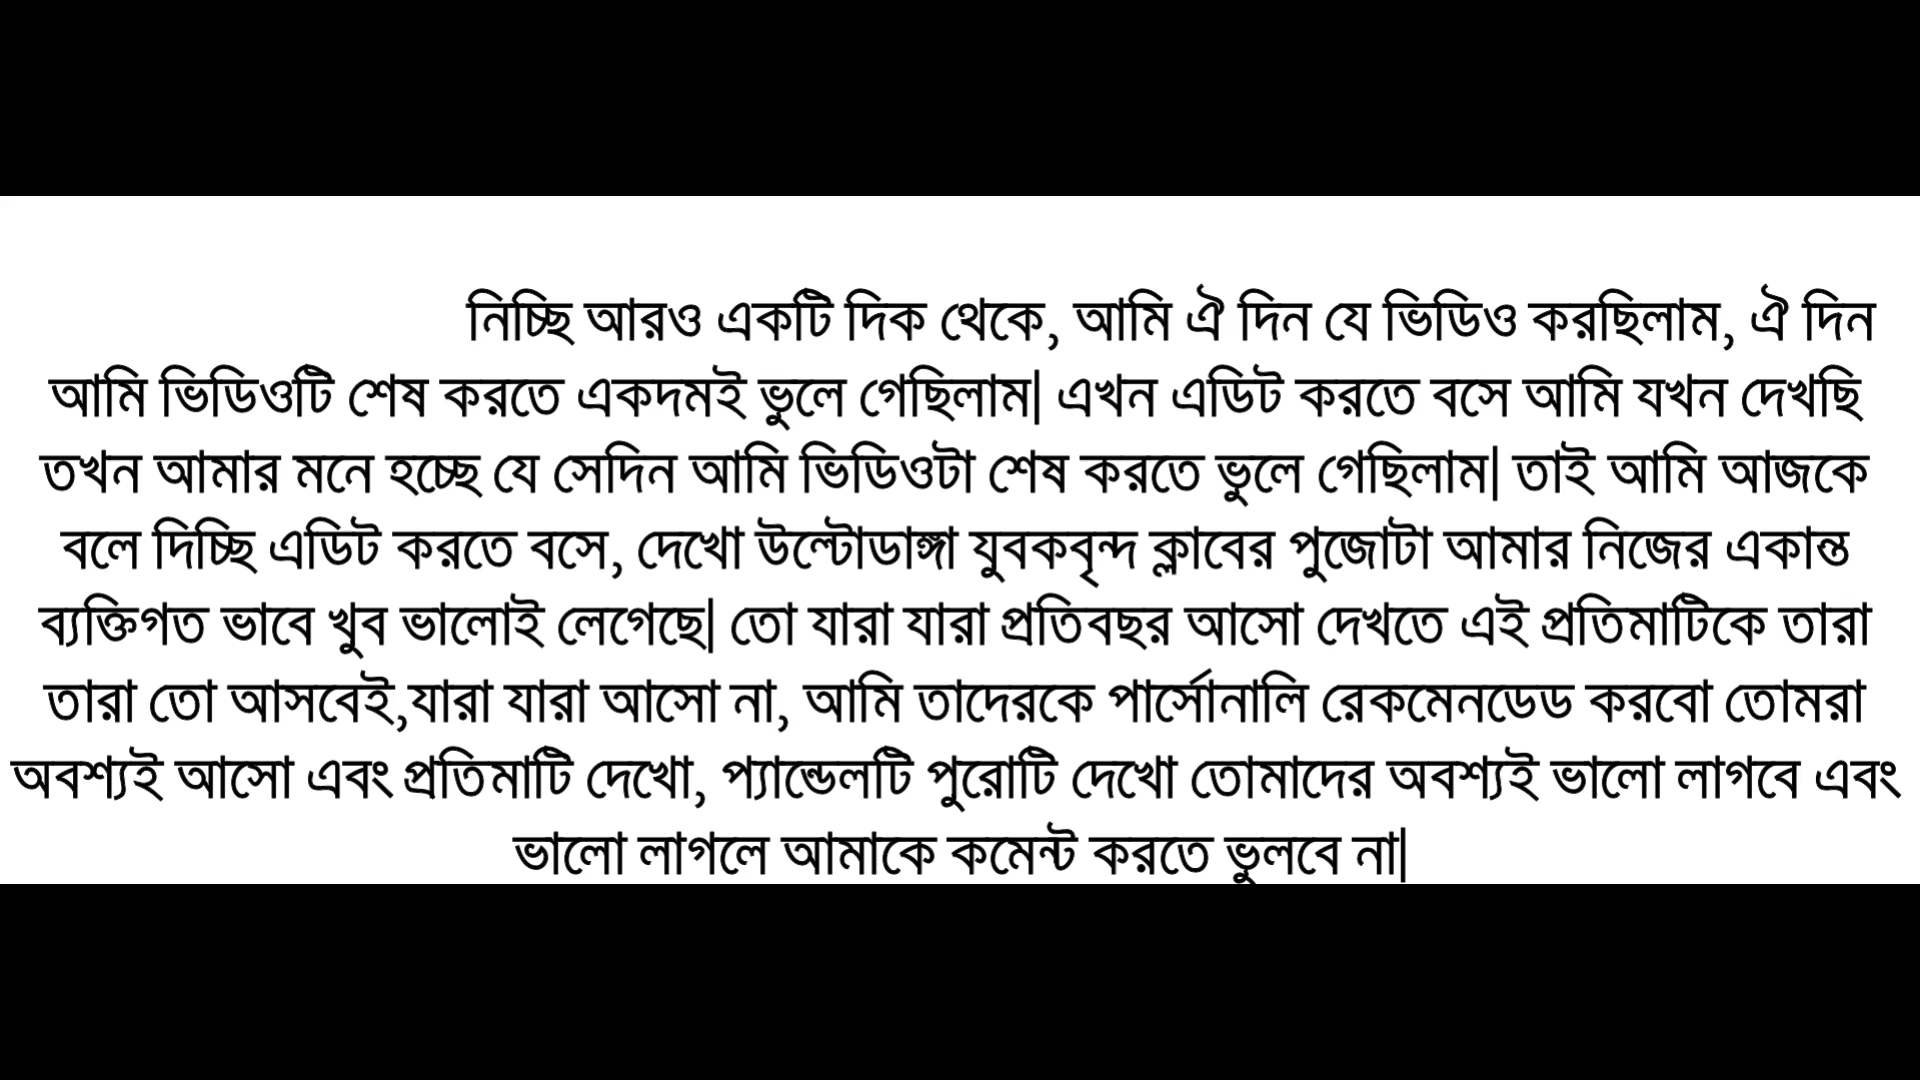 নিচ্ছি আরও একটি দিক থেকে, আমি ঐ দিন যে ভিডিও করছিলাম, ঐ দিন
আমি ভিডিওটি শেষ করতে একদমই ভুলে গেছিলাম| এখন এডিট করতে বসে আমি যখন দেখছি
তখন আমার মনে হচ্ছে যে সেদিন আমি ভিডিওটা শেষ করতে ভুলে গেছিলাম| তাই আমি আজকে
বলে দিচ্ছি এডিট করতে বসে, দেখো উল্টোডাঙ্গা যুবকবৃন্দ ক্লাবের পুজোটা আমার নিজের একান্ত
ব্যক্তিগত ভাবে খুব ভালোই লেগেছে| তো যারা যারা প্রতিবছর আসো দেখতে এই প্রতিমাটিকে তারা
তারা তো আসবেই,যারা যারা আসো না, আমি তাদেরকে পার্সোনালি রেকমেনডেড করবো তোমরা
অবশ্যই আসো এবং প্রতিমাটি দেখো, প্যান্ডেলটি পুরোটি দেখো তোমাদের অবশ্যই ভালো লাগবে এবং
ভালো লাগলে আমাকে কমেন্ট করতে ভুলবে না|